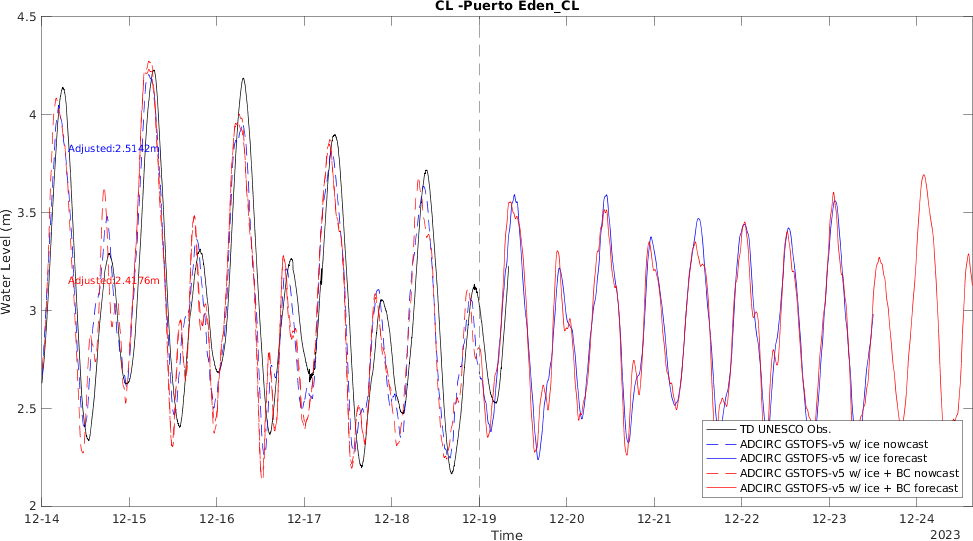 CL -Puerto Eden_CL
4.5
4
3.5
3
2.5
2
Water Level (m)
Adjusted:2.5142m
Adjusted:2.4176m
TD UNESCO Obs.
ADCIRC GSTOFS-v5 w/ ice nowcast
ADCIRC GSTOFS-v5 w/ ice forecast
ADCIRC GSTOFS-v5 w/ ice + BC nowcast
ADCIRC GSTOFS-v5 w/ ice + BC forecast
12-14 12-15 12-16 12-17 12-18 12-19 12-20 12-21 12-22 12-23 12-24
Time
2023